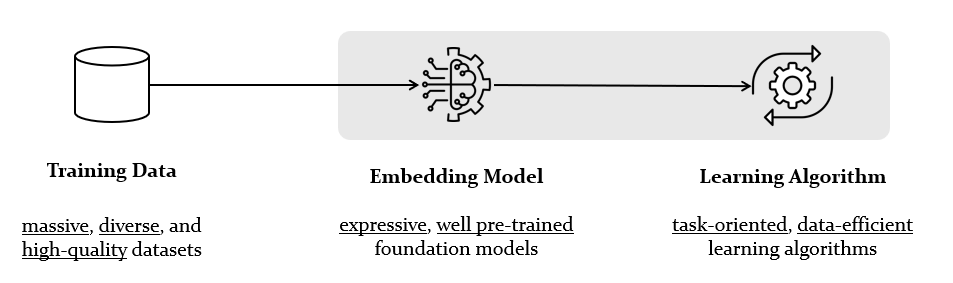 Training Data
massive, diverse, and
high-quality datasets
Embedding Model
expressive, well pre-trained
foundation models
Learning Algorithm
task-oriented, data-efficient
learning algorithms